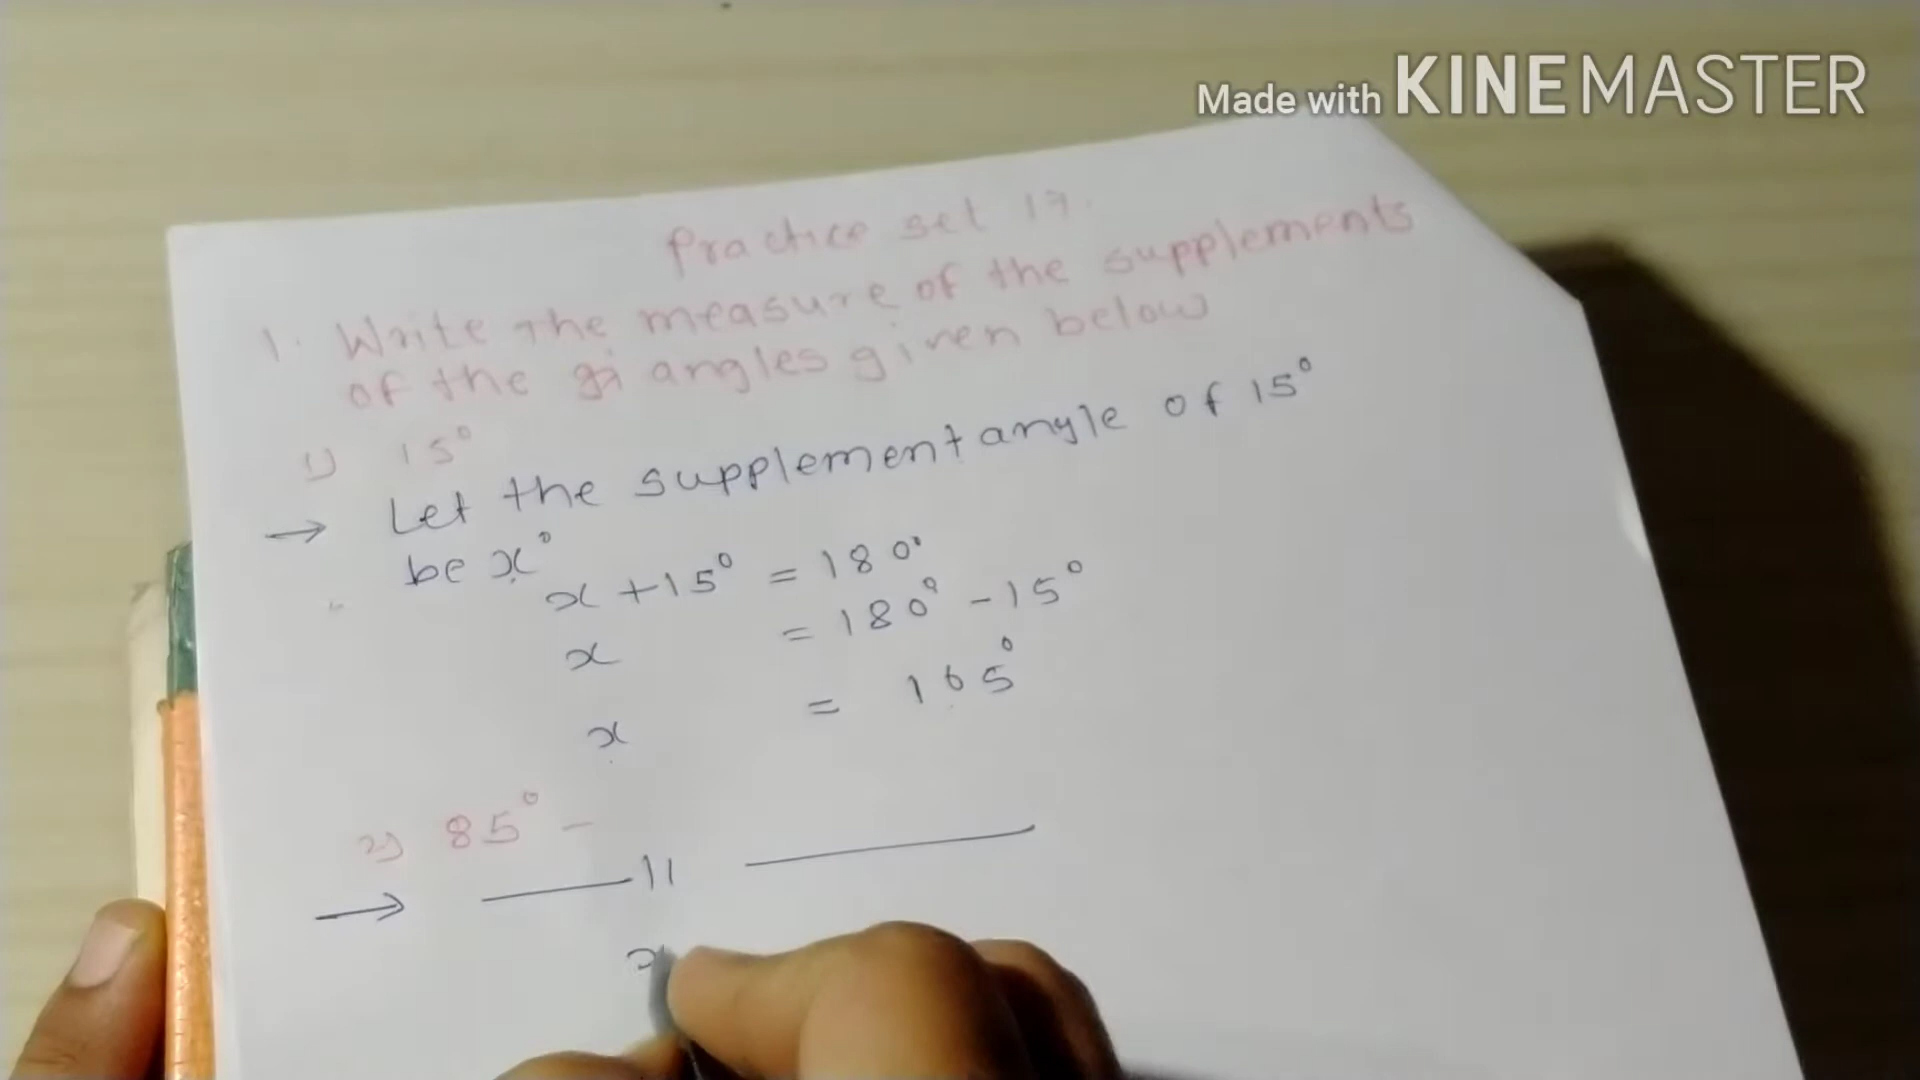 Made with KINEMASTER
Practice set 17.
1. Write the measure of the supplements
of the gi angles given below
1) 15°
→ Let the supplement angle of 15°
be x°
x + 15° = 180°
x = 180° - 15°
x = 165°
2) 85° -
→ —— 11 ——
x